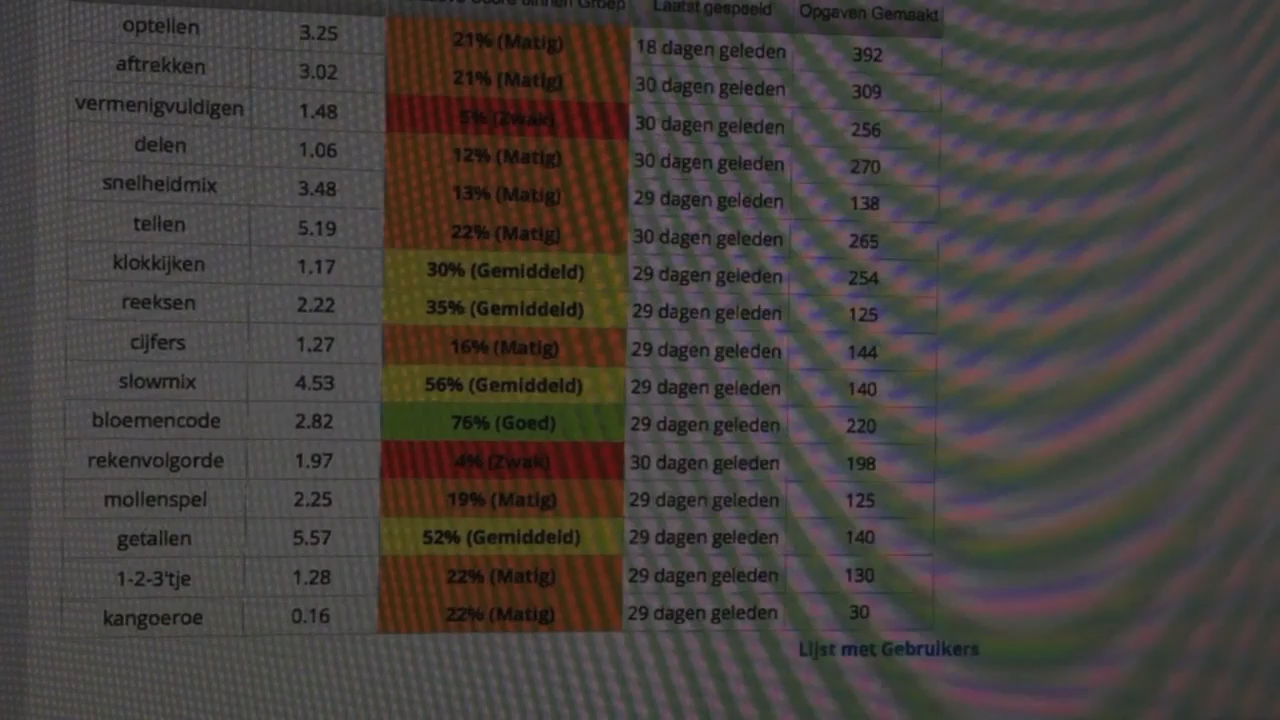 Score binnen Groep Laatst gespeeld Opgaven Gemaakt
optellen 3.25 21% (Matig) 18 dagen geleden 392
aftrekken 3.02 21% (Matig) 30 dagen geleden 309
vermenigvuldigen 1.48 5% (Zwak) 30 dagen geleden 256
delen 1.06 12% (Matig) 30 dagen geleden 270
snelheidmix 3.48 13% (Matig) 29 dagen geleden 138
tellen 5.19 22% (Matig) 30 dagen geleden 265
klokkijken 1.17 30% (Gemiddeld) 29 dagen geleden 254
reeksen 2.22 35% (Gemiddeld) 29 dagen geleden 125
cijfers 1.27 16% (Matig) 29 dagen geleden 144
slowmix 4.53 56% (Gemiddeld) 29 dagen geleden 140
bloemencode 2.82 76% (Goed) 29 dagen geleden 220
rekenvolgorde 1.97 4% (Zwak) 30 dagen geleden 198
mollenspel 2.25 19% (Matig) 29 dagen geleden 125
getallen 5.57 52% (Gemiddeld) 29 dagen geleden 140
1-2-3'tje 1.28 22% (Matig) 29 dagen geleden 130
kangoeroe 0.16 22% (Matig) 29 dagen geleden 30
Lijst met Gebruikers